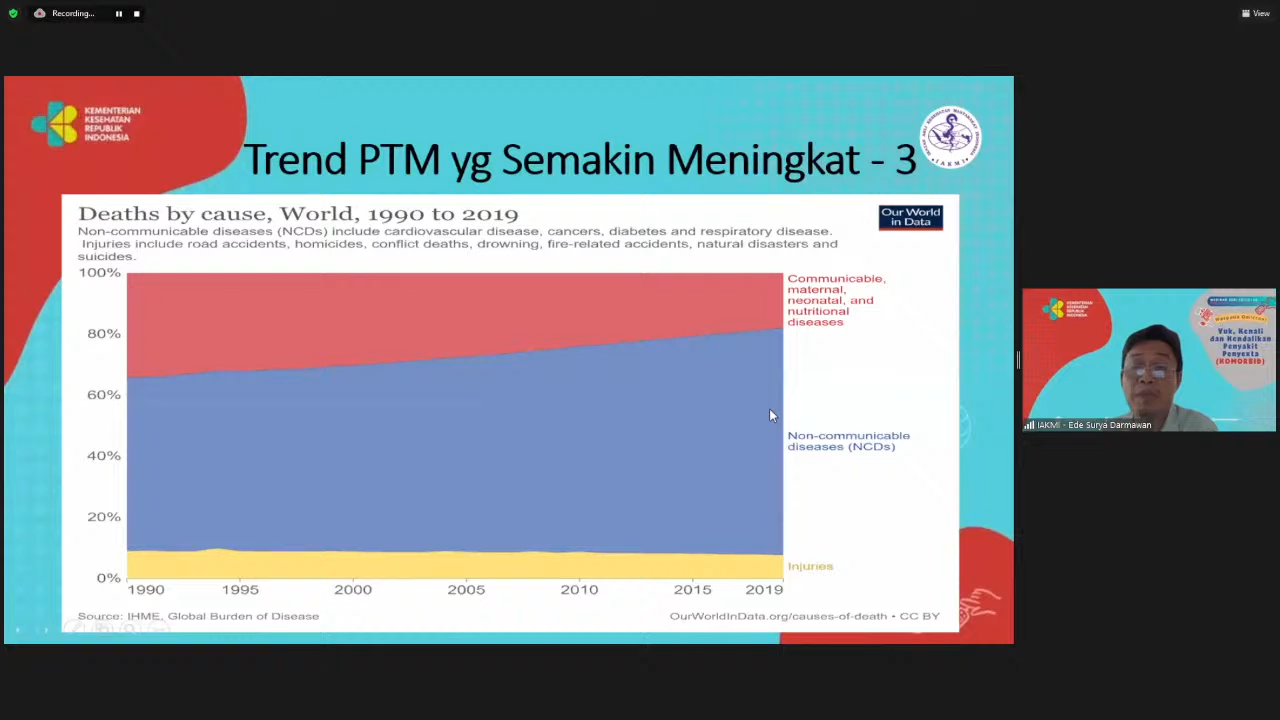 Recording...
View
KEMENTERIAN
KESEHATAN
REPUBLIK
INDONESIA
IAKMI
Trend PTM yg Semakin Meningkat - 3
Deaths by cause, World, 1990 to 2019
Our World
in Data
Non-communicable diseases (NCDs) include cardiovascular disease, cancers, diabetes and respiratory disease.
Injuries include road accidents, homicides, conflict deaths, drowning, fire-related accidents, natural disasters and
suicides.
100%
80%
60%
40%
20%
0%
Communicable,
maternal,
neonatal, and
nutritional
diseases
Non-communicable
diseases (NCDs)
Injuries
1990
1995
2000
2005
2010
2015
2019
Source: IHME, Global Burden of Disease
OurWorldInData.org/causes-of-death • CC BY
Yuk, Kenali
dan Kendalikan
Penyakit
Penyerta
(KOMORBID)
IAKMI - Ede Surya Darmawan